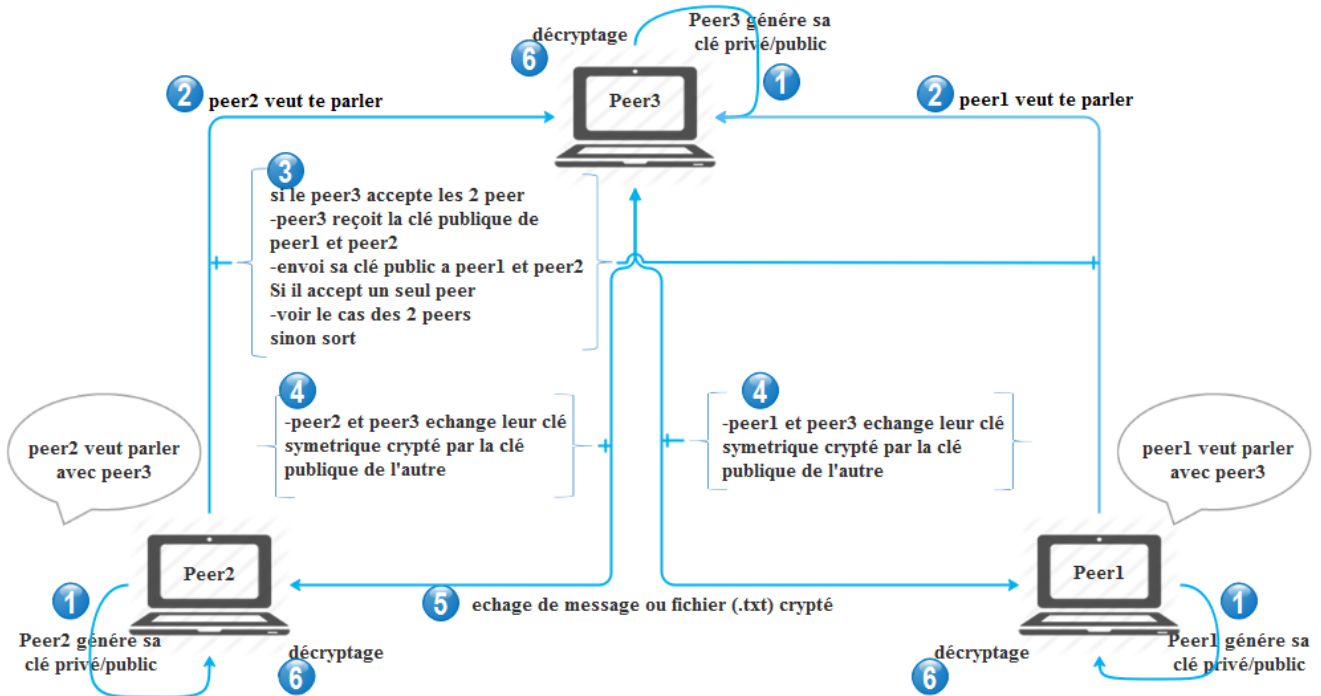 décryptage
6
Peer3 génére sa
clé privé/public
1
Peer3
2 peer2 veut te parler
2 peer1 veut te parler
3
si le peer3 accepte les 2 peer
-peer3 reçoit la clé publique de
peer1 et peer2
-envoi sa clé public a peer1 et peer2
Si il accept un seul peer
-voir le cas des 2 peers
sinon sort
4
-peer2 et peer3 echange leur clé
symetrique crypté par la clé
publique de l'autre
4
-peer1 et peer3 echange leur clé
symetrique crypté par la clé
publique de l'autre
peer2 veut parler
avec peer3
peer1 veut parler
avec peer3
Peer2
Peer1
1
Peer2 génére sa
clé privé/public
5 echage de message ou fichier (.txt) crypté
1
Peer1 génére sa
clé privé/public
décryptage
6
décryptage
6